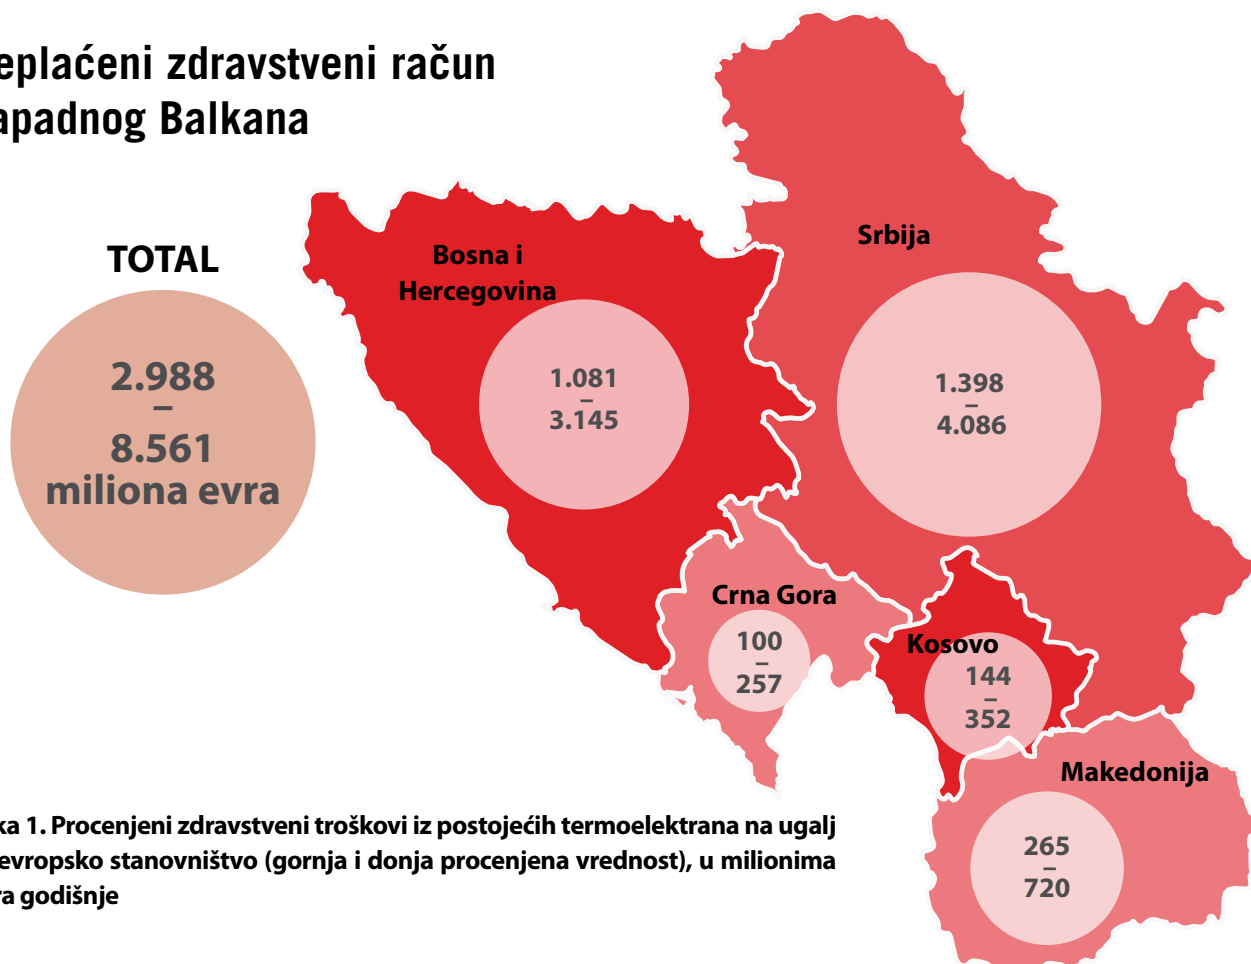 eplaćeni zdravstveni račun
apadnog Balkana
TOTAL
2.988
–
8.561
miliona evra
Bosna i
Hercegovina
1.081
–
3.145
Srbija
1.398
–
4.086
Crna Gora
100
–
257
Kosovo
144
–
352
Makedonija
265
–
720
ka 1. Procenjeni zdravstveni troškovi iz postojećih termoelektrana na ugalj
evropsko stanovništvo (gornja i donja procenjena vrednost), u milionima
ra godišnje